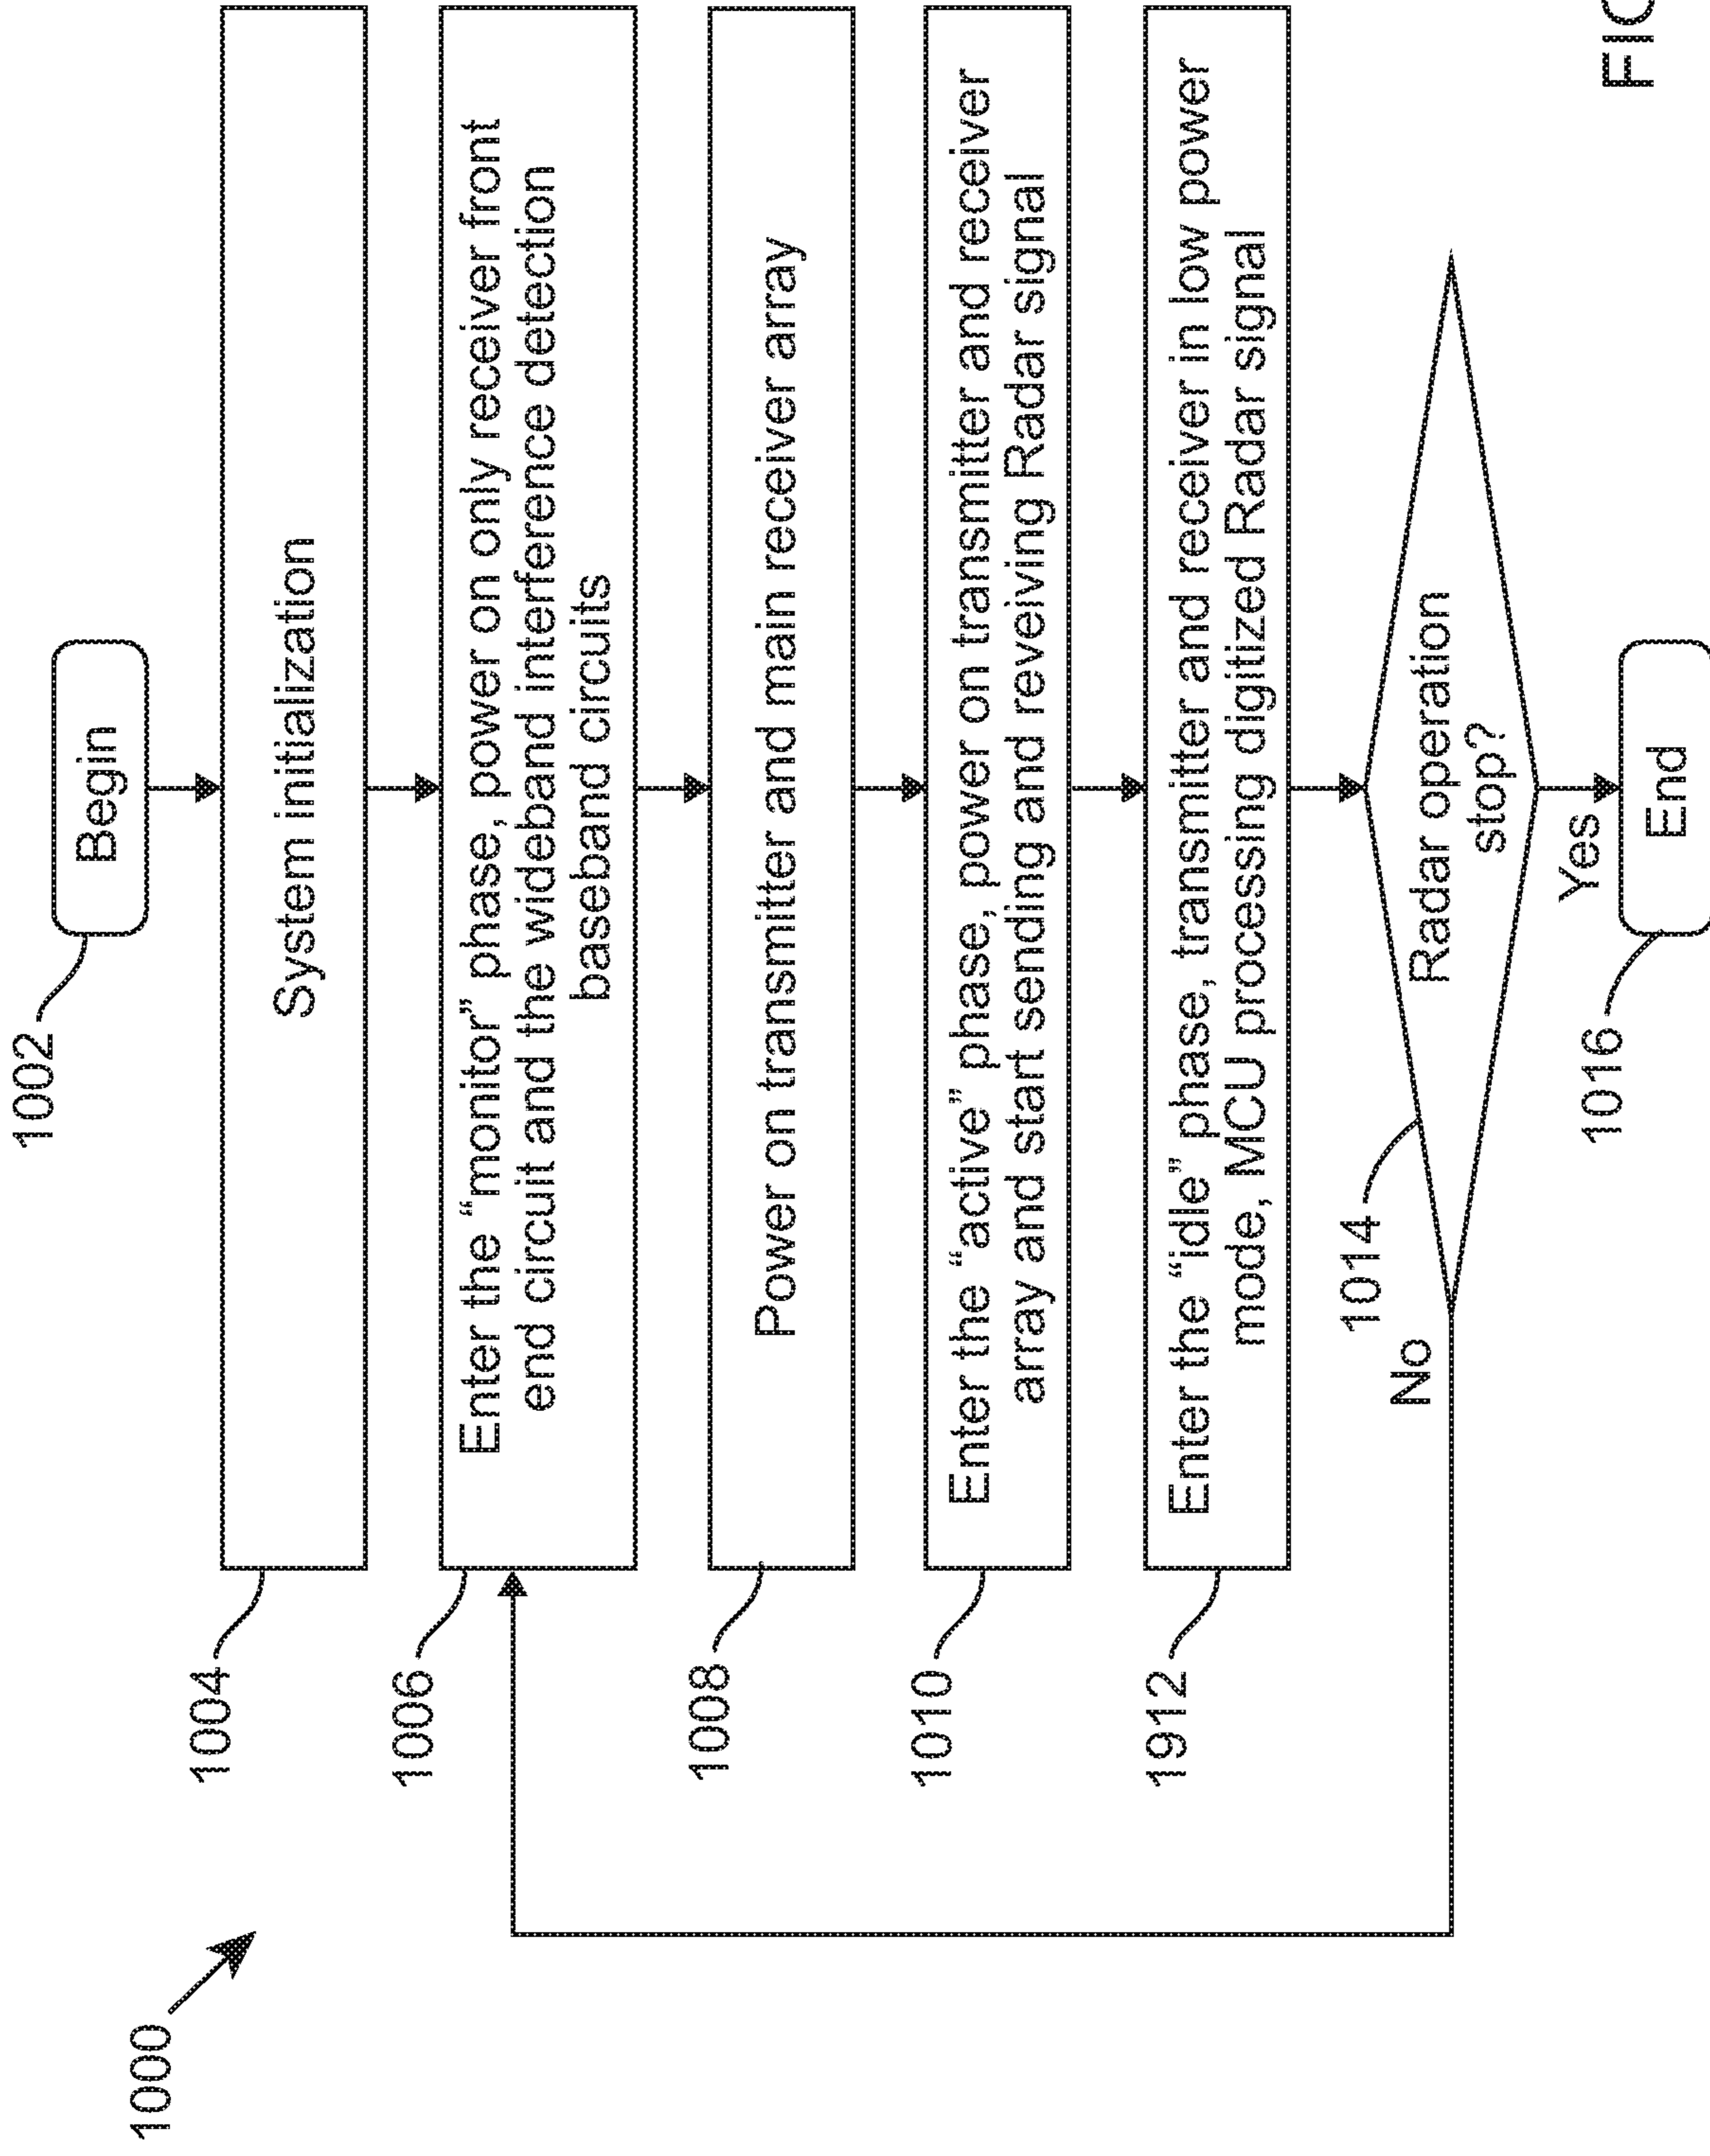 1000
1002
Begin
1004
System initialization
1006
Enter the “monitor” phase, power on only receiver front
end circuit and the wideband interference detection
baseband circuits
1008
Power on transmitter and main receiver array
1010
Enter the “active” phase, power on transmitter and receiver
array and start sending and reveiving Radar signal
1912
Enter the “idle” phase, transmitter and receiver in low power
mode, MCU processing digitized Radar signal
1014
Radar operation
stop?
No
Yes
1016
End